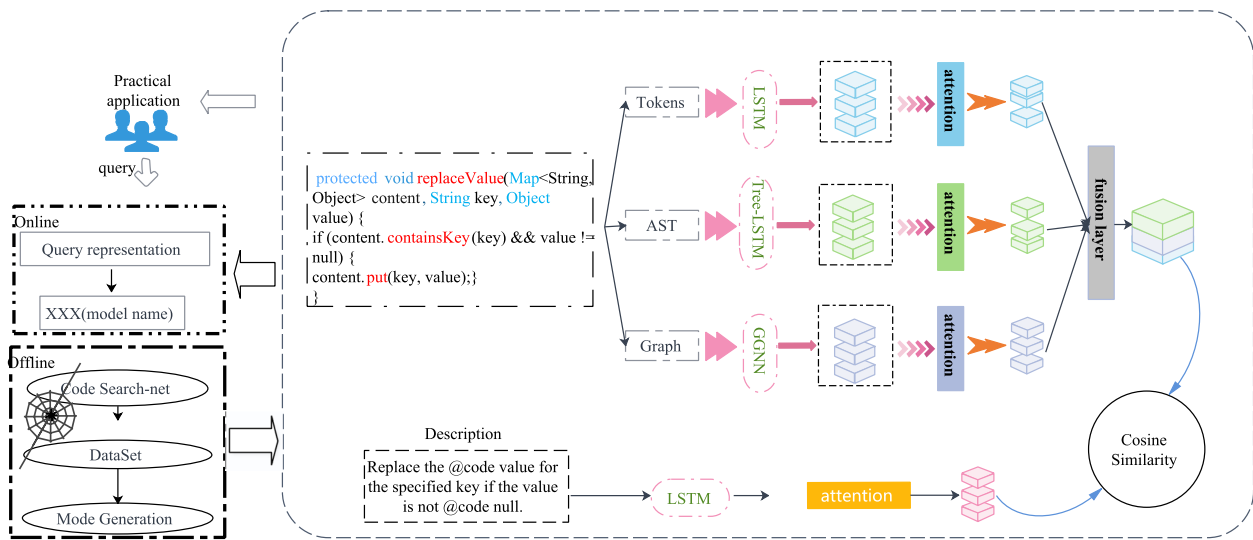 Practical
application
query
Online
Query representation
XXX(model name)
Offline
Code Search-net
DataSet
Mode Generation
protected void replaceValue(Map<String,
Object> content, String key, Object
value) {
if (content. containsKey(key) && value !=
null) {
content.put(key, value);}
}
Tokens
LSTM
attention
AST
Tree-LSTM
attention
Graph
GGNN
attention
fusion layer
Description
Replace the @code value for
the specified key if the value
is not @code null.
LSTM
attention
Cosine
Similarity